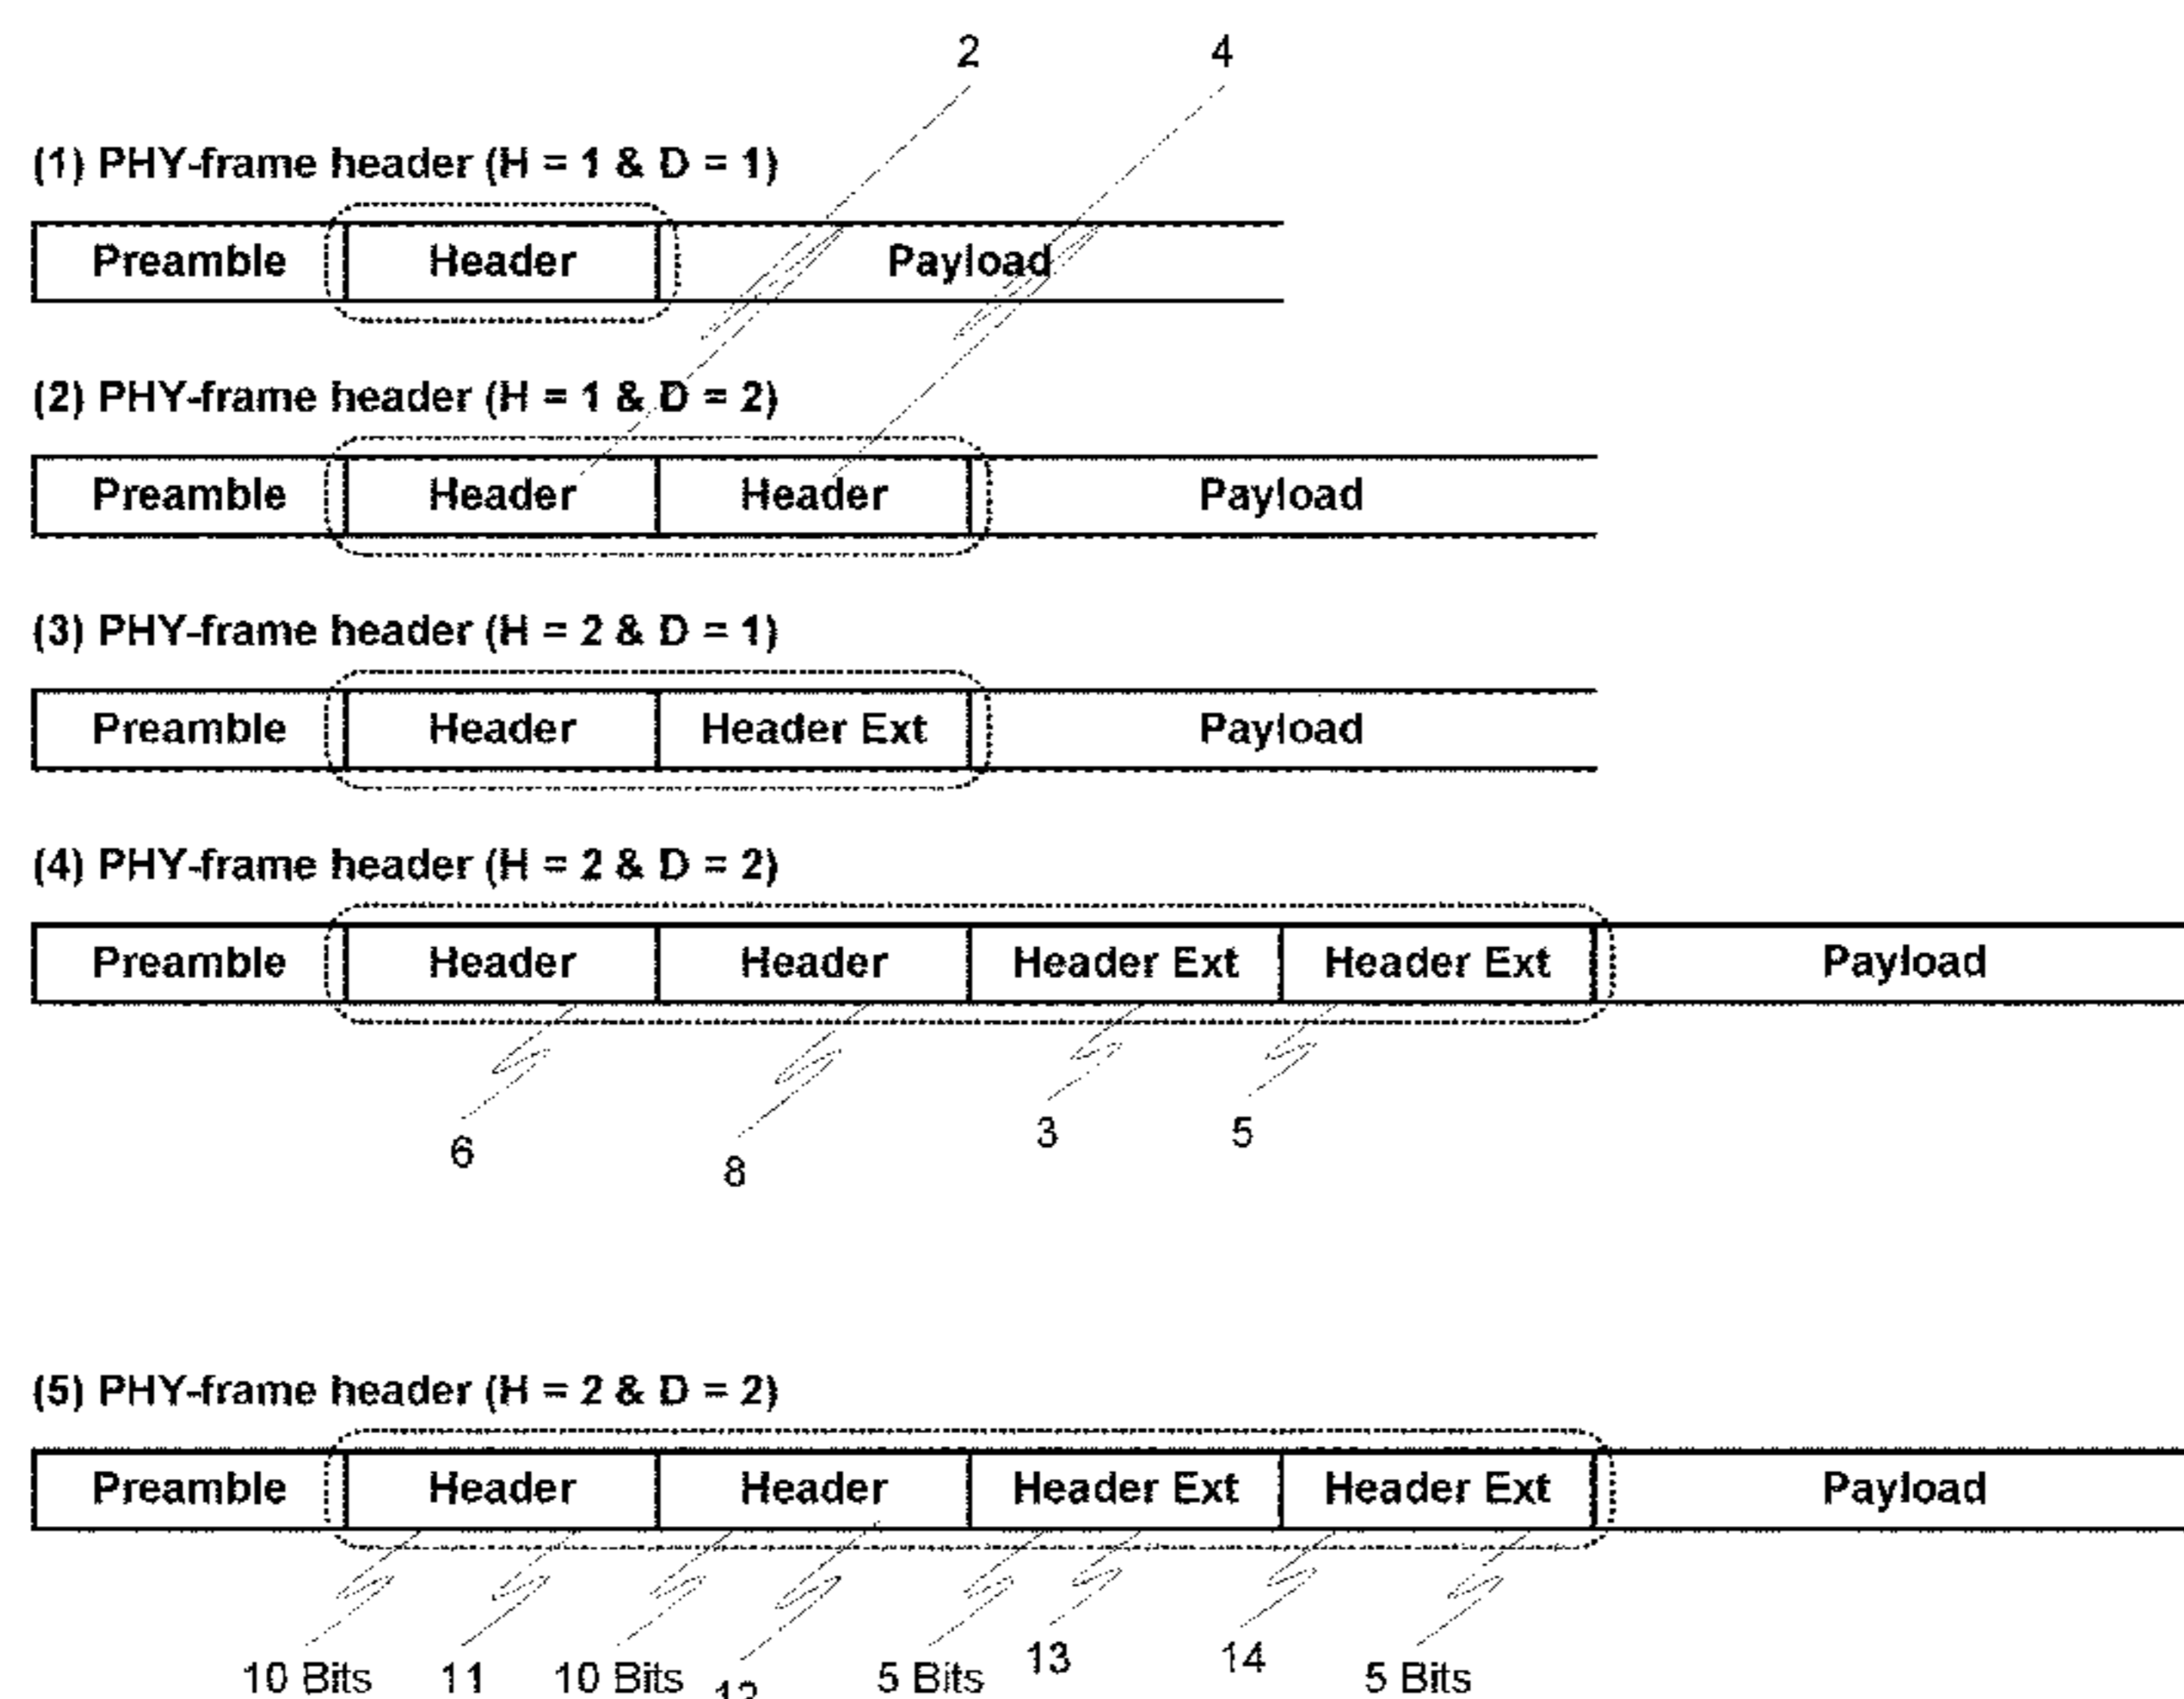 2 4
(1) PHY-frame header (H = 1 & D = 1)
Preamble Header Payload
(2) PHY-frame header (H = 1 & D = 2)
Preamble Header Header Payload
(3) PHY-frame header (H = 2 & D = 1)
Preamble Header Header Ext Payload
(4) PHY-frame header (H = 2 & D = 2)
Preamble Header Header Header Ext Header Ext Payload
6 8 3 5
(5) PHY-frame header (H = 2 & D = 2)
Preamble Header Header Header Ext Header Ext Payload
10 Bits 11 10 Bits 12 5 Bits 13 14 5 Bits